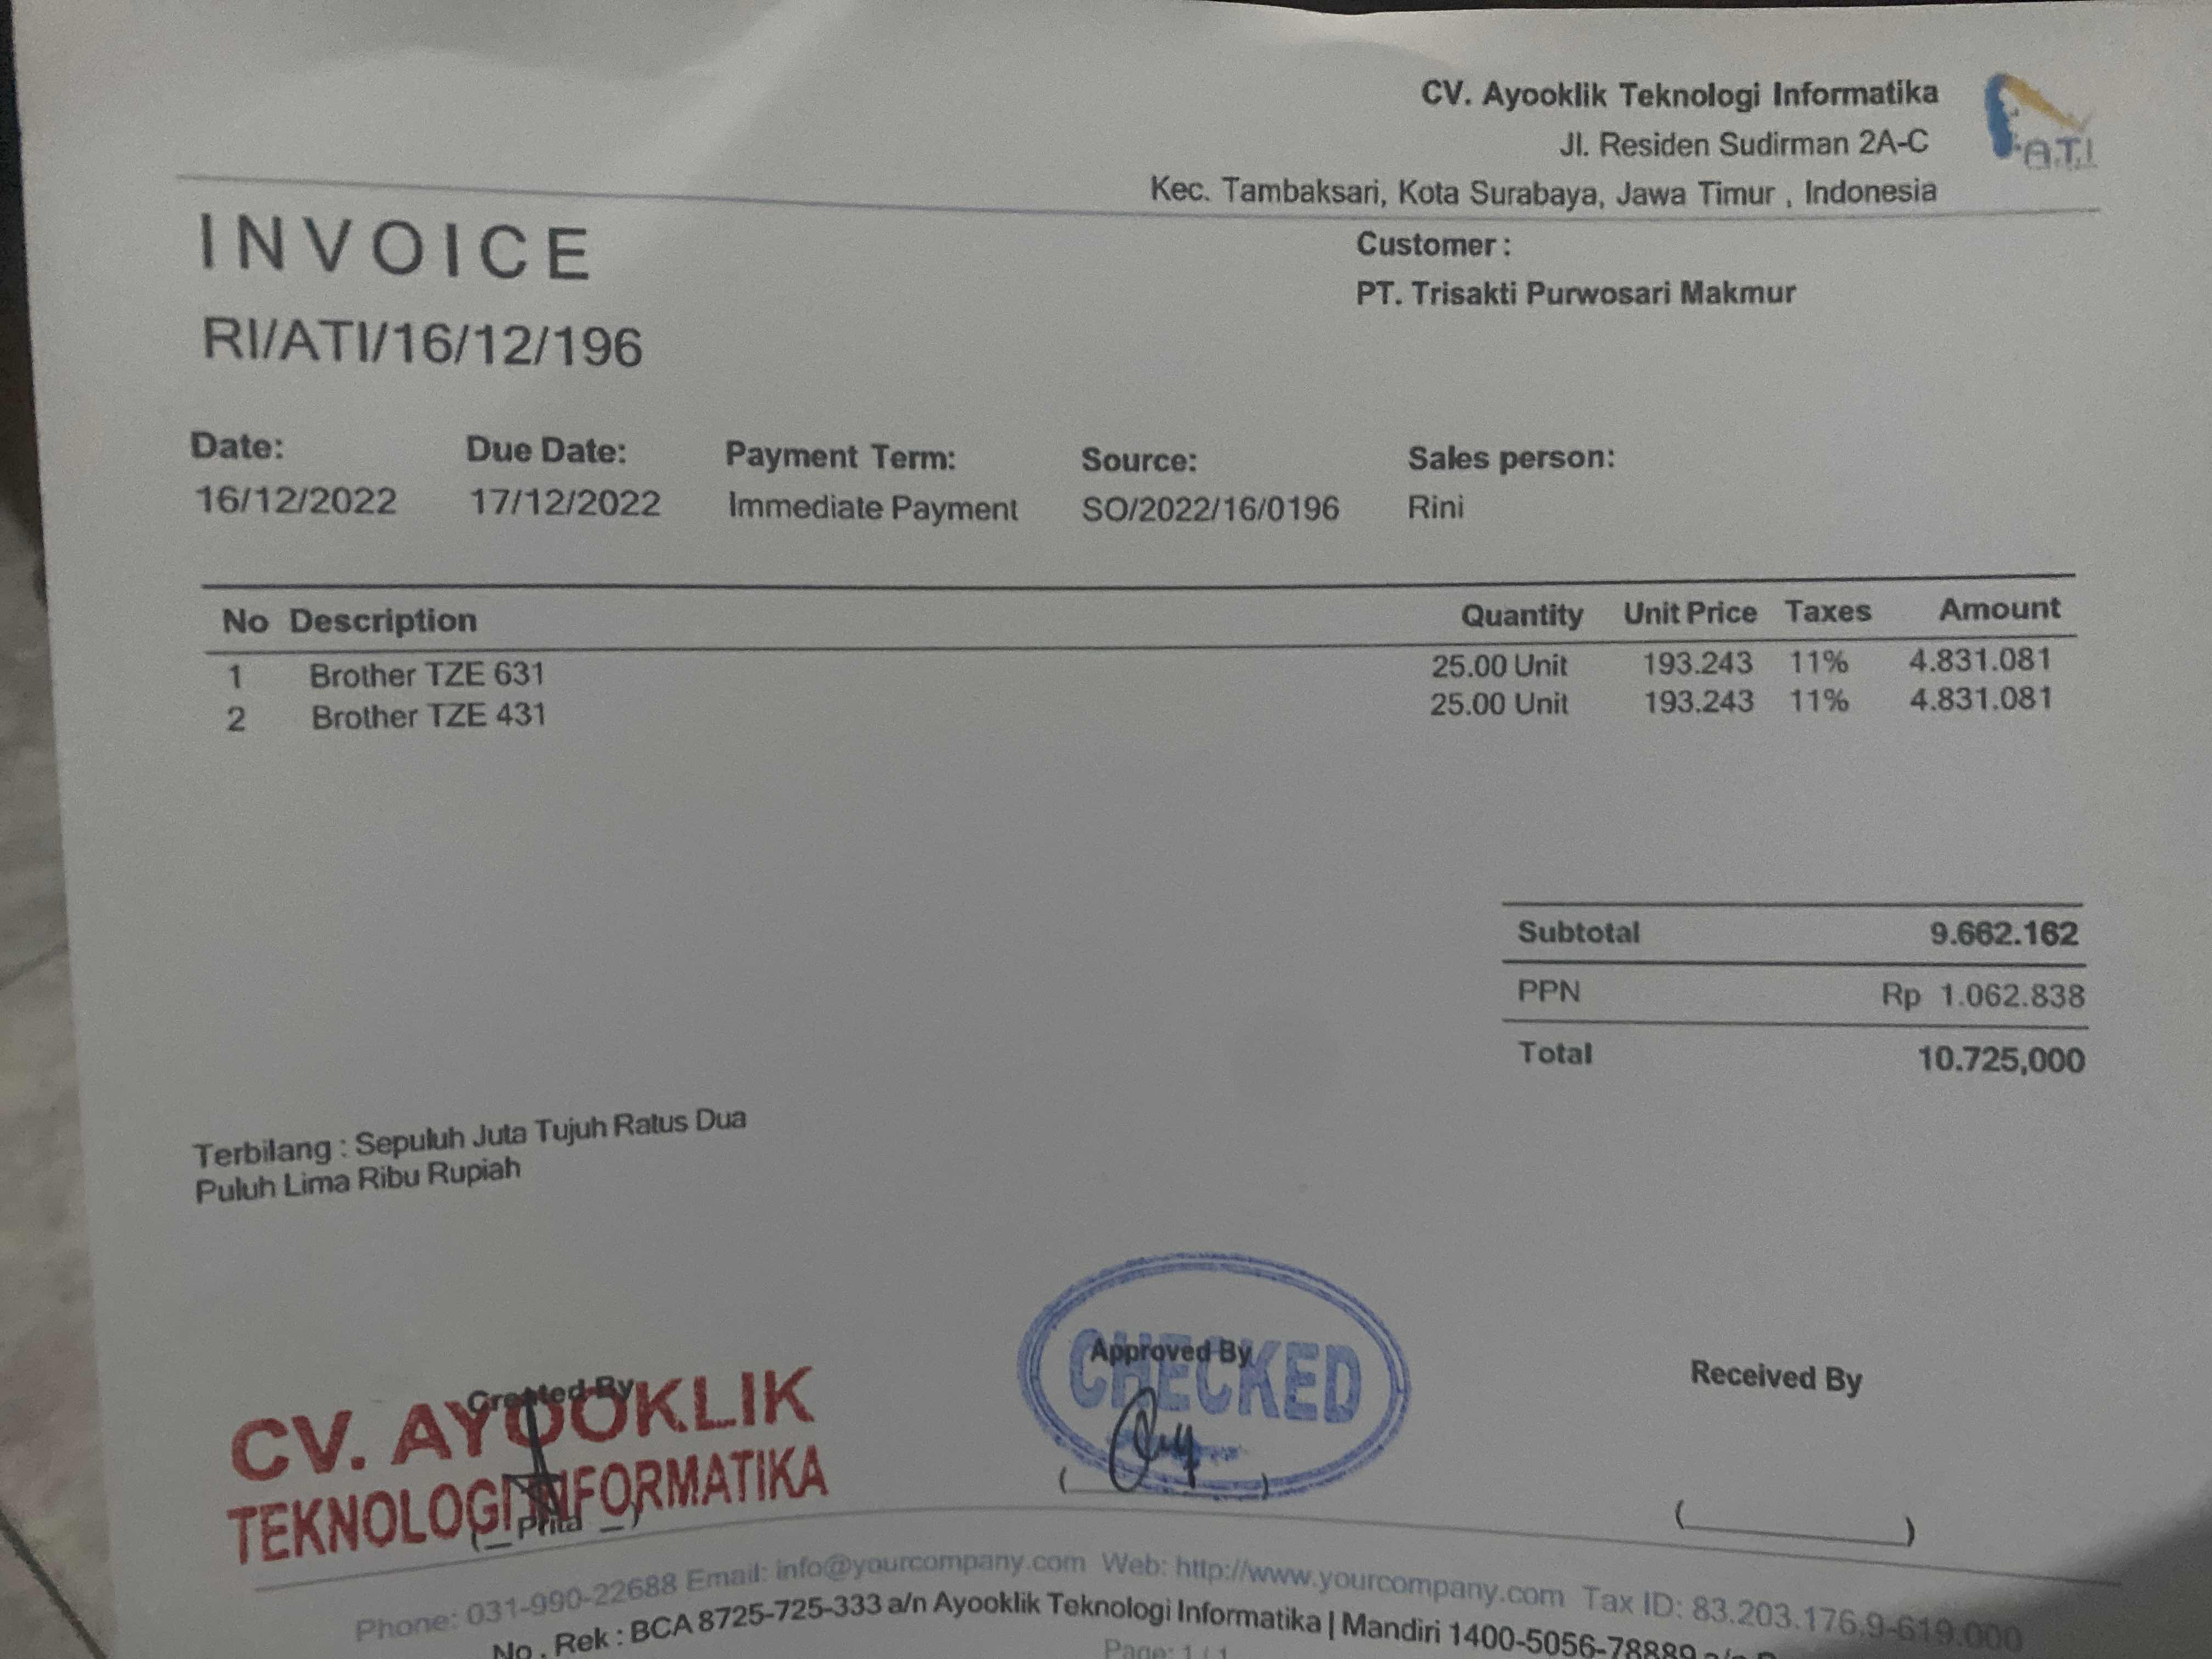 CV. Ayooklik Teknologi Informatika
Jl. Residen Sudirman 2A-C
Kec. Tambaksari, Kota Surabaya, Jawa Timur , Indonesia
A.T.I
INVOICE
RI/ATI/16/12/196
Customer :
PT. Trisakti Purwosari Makmur
Date: Due Date: Payment Term: Source: Sales person:
16/12/2022 17/12/2022 Immediate Payment SO/2022/16/0196 Rini
No Description Quantity Unit Price Taxes Amount
1 Brother TZE 631 25.00 Unit 193.243 11% 4.831.081
2 Brother TZE 431 25.00 Unit 193.243 11% 4.831.081
Subtotal 9.662.162
PPN Rp 1.062.838
Total 10.725,000
Terbilang : Sepuluh Juta Tujuh Ratus Dua
Puluh Lima Ribu Rupiah
Created By Approved By Received By
CV. AYOOKLIK
TEKNOLOGI INFORMATIKA
CHECKED
( Prita )
Phone: 031-990-22688 Email: info@yourcompany.com Web: http://www.yourcompany.com Tax ID: 83.203.176.9-619.000
No . Rek : BCA 8725-725-333 a/n Ayooklik Teknologi Informatika | Mandiri 1400-5056-78889
Page: 1 / 1